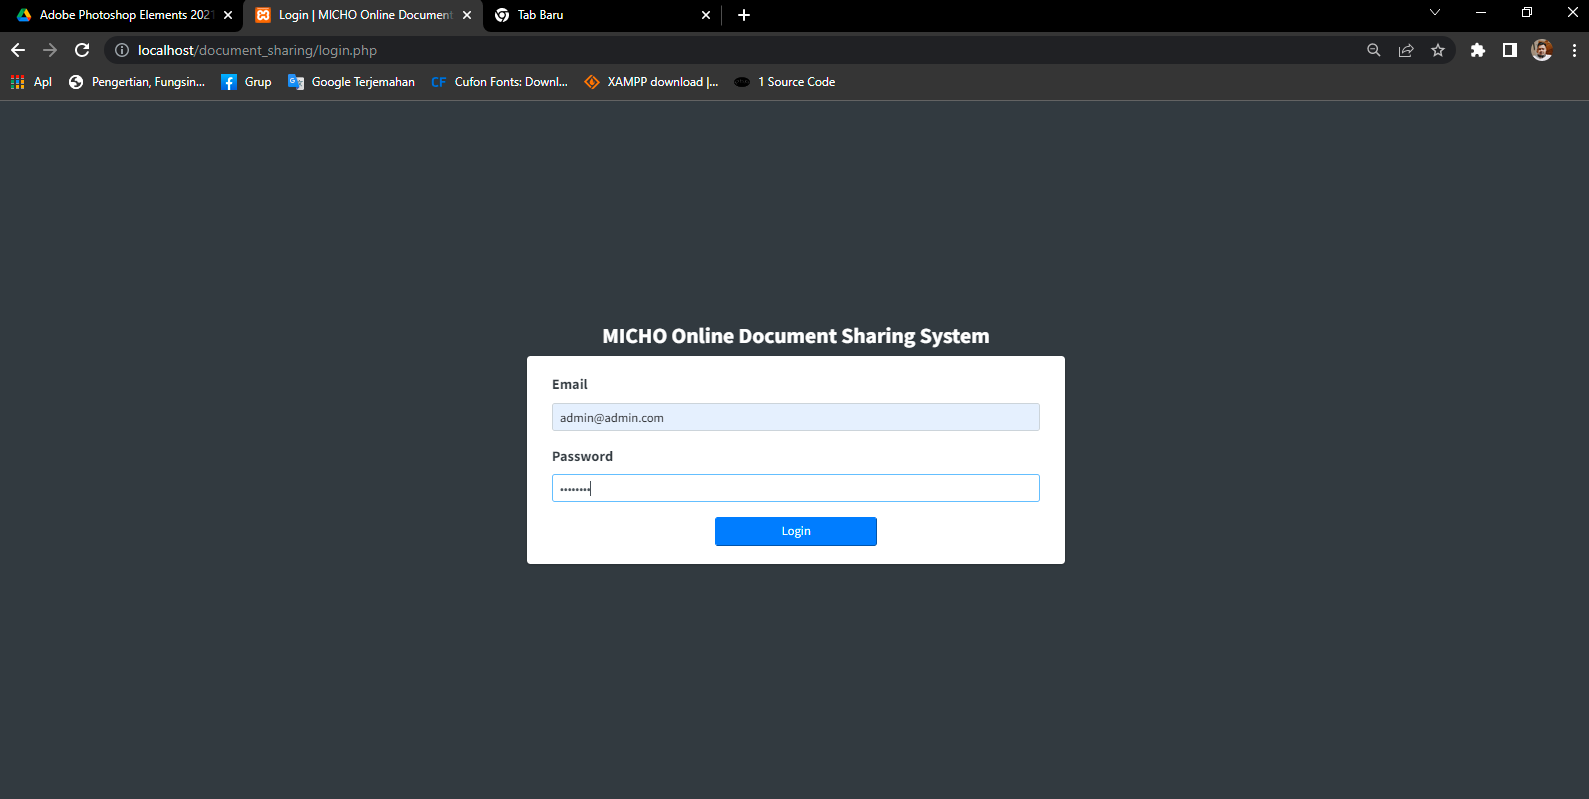 Adobe Photoshop Elements 2021
Login | MICHO Online Document
Tab Baru
localhost/document_sharing/login.php
Apl
Pengertian, Fungsin...
Grup
Google Terjemahan
CF
Cufon Fonts: Downl...
XAMPP download |...
1 Source Code
MICHO Online Document Sharing System
Email
admin@admin.com
Password
••••••••
Login